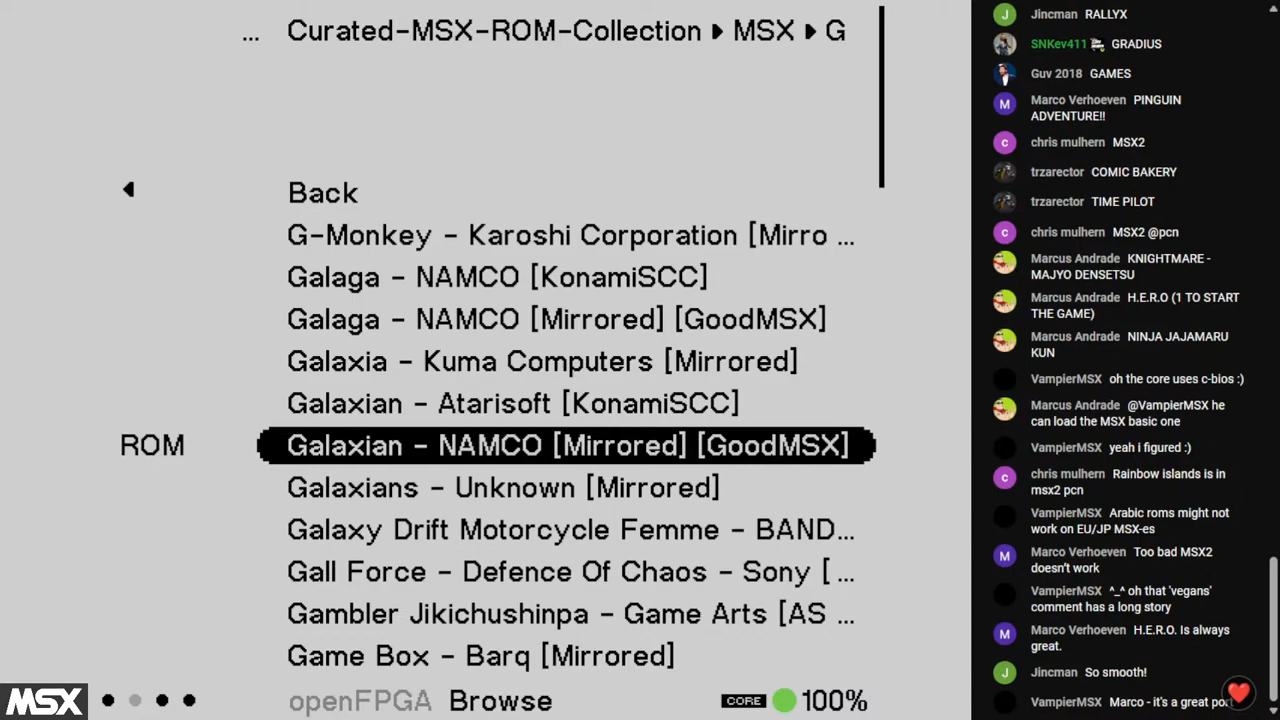 ... Curated-MSX-ROM-Collection ▶ MSX ▶ G
Back
G-Monkey - Karoshi Corporation [Mirro ...
Galaga - NAMCO [KonamiSCC]
Galaga - NAMCO [Mirrored] [GoodMSX]
Galaxia - Kuma Computers [Mirrored]
Galaxian - Atarisoft [KonamiSCC]
ROM Galaxian - NAMCO [Mirrored] [GoodMSX]
Galaxians - Unknown [Mirrored]
Galaxy Drift Motorcycle Femme - BAND...
Gall Force - Defence Of Chaos - Sony [ ...
Gambler Jikichushinpa - Game Arts [AS ...
Game Box - Barq [Mirrored]
MSX openFPGA Browse CORE 100%
J Jincman RALLYX
SNKev411 GRADIUS
Guv 2018 GAMES
M Marco Verhoeven PINGUIN
ADVENTURE!!
c chris mulhern MSX2
trzarector COMIC BAKERY
trzarector TIME PILOT
c chris mulhern MSX2 @pcn
Marcus Andrade KNIGHTMARE -
MAJYO DENSETSU
Marcus Andrade H.E.R.O (1 TO START
THE GAME)
Marcus Andrade NINJA JAJAMARU
KUN
VampierMSX oh the core uses c-bios :)
Marcus Andrade @VampierMSX he
can load the MSX basic one
VampierMSX yeah i figured :)
c chris mulhern Rainbow islands is in
msx2 pcn
VampierMSX Arabic roms might not
work on EU/JP MSX-es
M Marco Verhoeven Too bad MSX2
doesn't work
VampierMSX ^_^ oh that 'vegans'
comment has a long story
M Marco Verhoeven H.E.R.O. Is always
great.
J Jincman So smooth!
VampierMSX Marco - it's a great